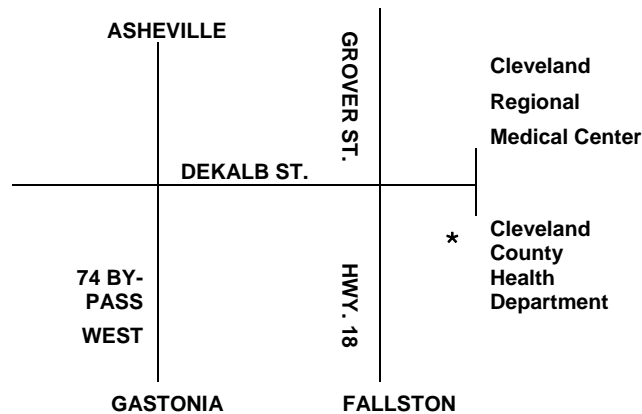 ASHEVILLE
GROVER ST.
Cleveland
Regional
Medical Center
DEKALB ST.
*
Cleveland
County
Health
Department
74 BY-
PASS
WEST
HWY. 18
GASTONIA
FALLSTON